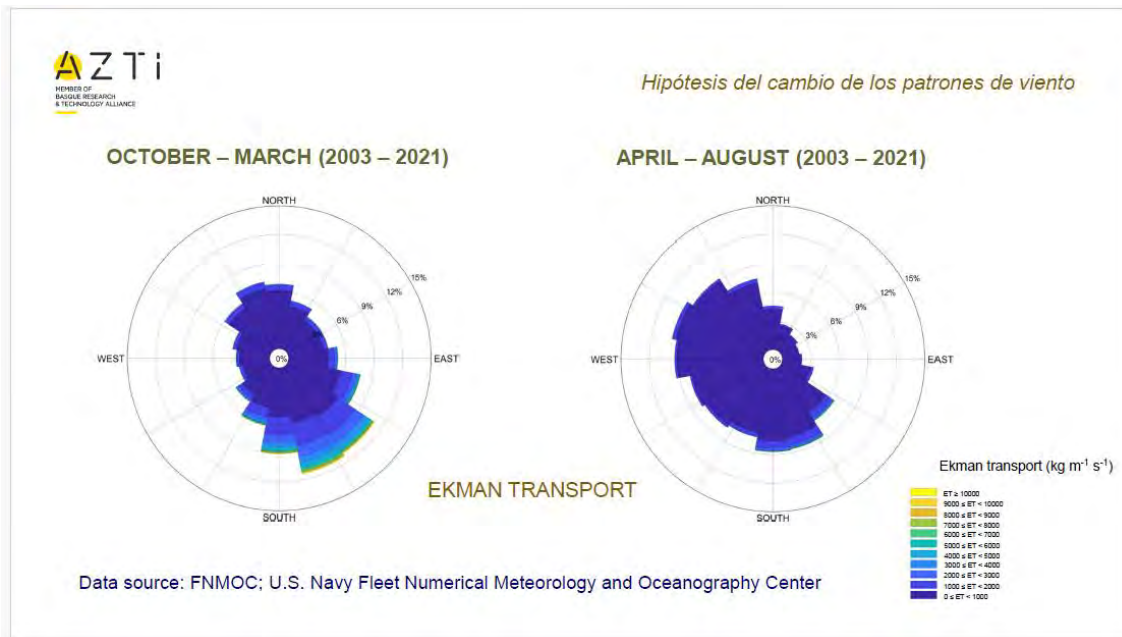 AZTi
MEMBER OF
BASQUE RESEARCH
& TECHNOLOGY ALLIANCE
Hipótesis del cambio de los patrones de viento
OCTOBER – MARCH (2003 – 2021)
APRIL – AUGUST (2003 – 2021)
NORTH
15%
12%
9%
6%
3%
0%
WEST
EAST
SOUTH
NORTH
15%
12%
9%
6%
3%
0%
WEST
EAST
SOUTH
EKMAN TRANSPORT
Ekman transport (kg m⁻¹ s⁻¹)
ET ≥ 10000
9000 ≤ ET < 10000
8000 ≤ ET < 9000
7000 ≤ ET < 8000
6000 ≤ ET < 7000
5000 ≤ ET < 6000
4000 ≤ ET < 5000
3000 ≤ ET < 4000
2000 ≤ ET < 3000
1000 ≤ ET < 2000
0 ≤ ET < 1000
Data source: FNMOC; U.S. Navy Fleet Numerical Meteorology and Oceanography Center